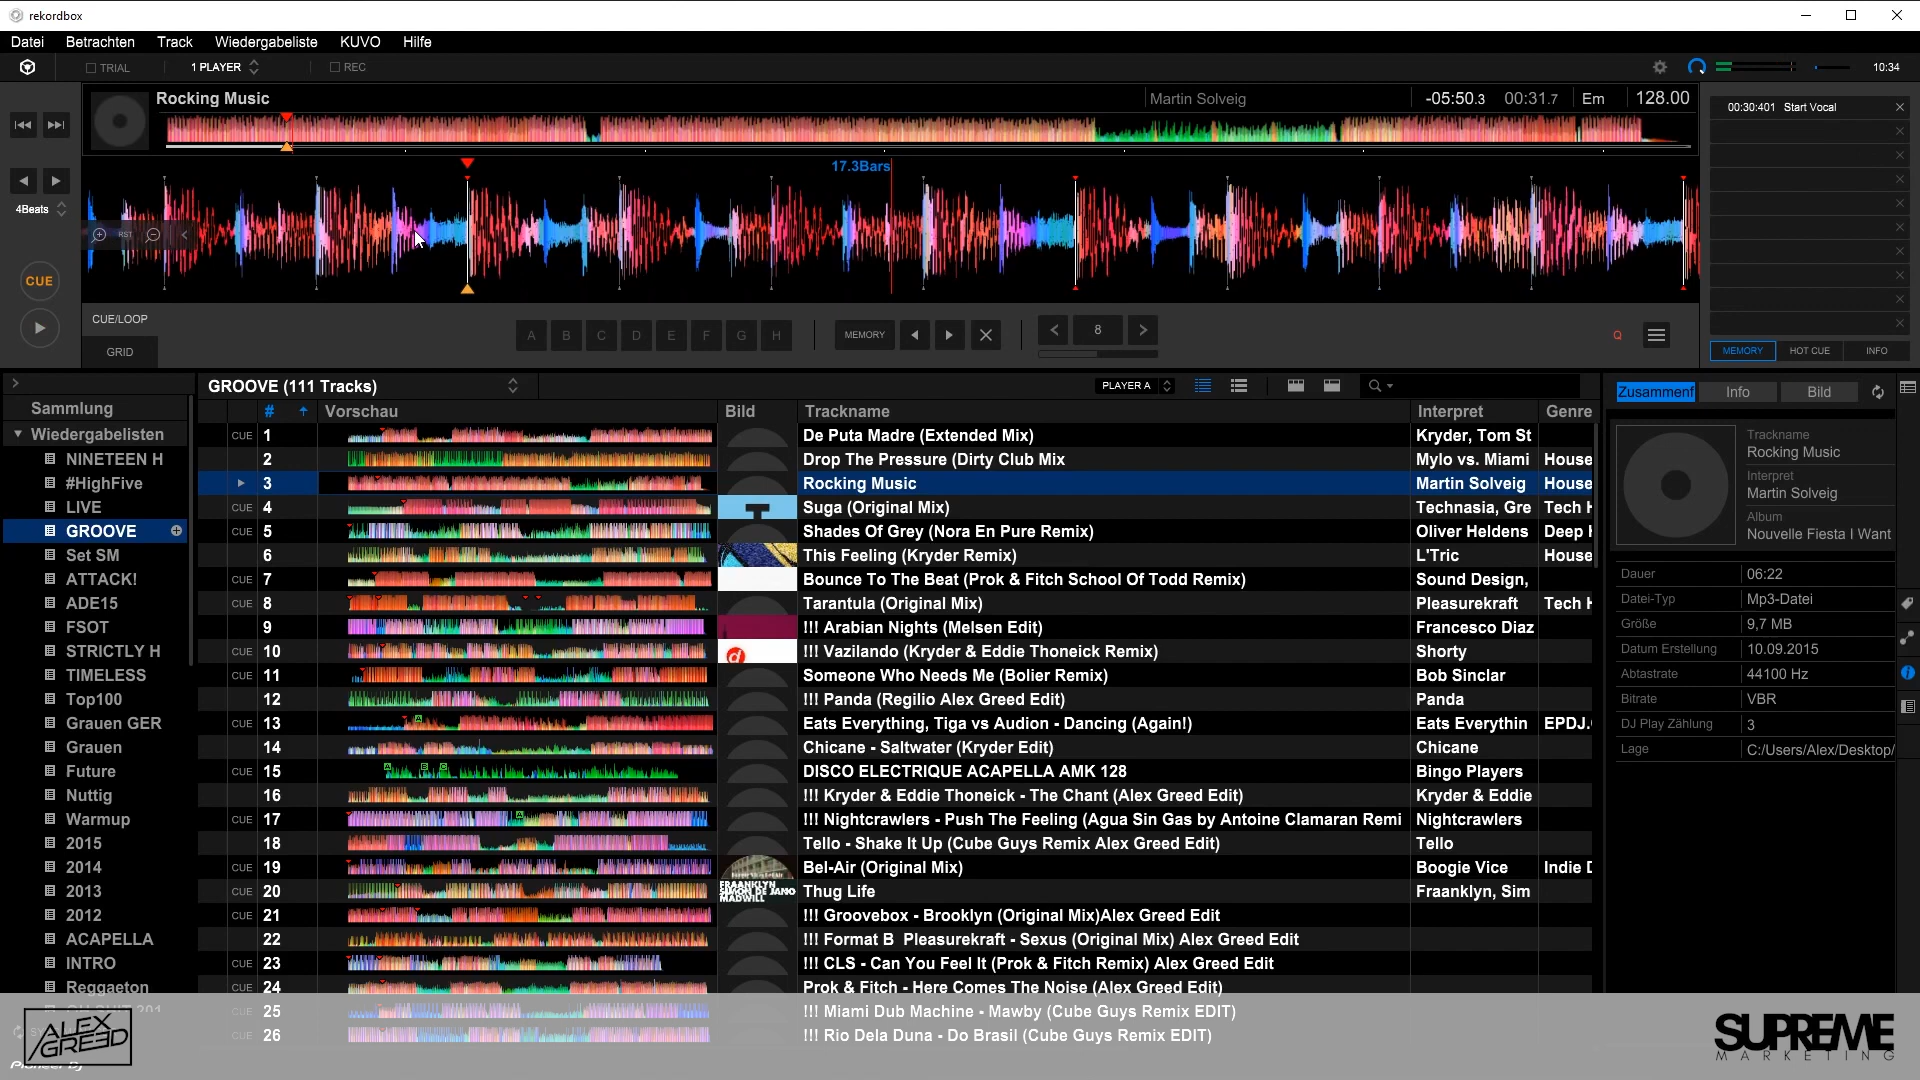 rekordbox
Datei Betrachten Track Wiedergabeliste KUVO Hilfe
TRIAL 1 PLAYER REC 10:34
Rocking Music Martin Solveig -05:50.3 00:31.7 Em 128.00
00:30:401 Start Vocal
17.3Bars
4Beats
RST
CUE
CUE/LOOP
GRID
A B C D E F G H MEMORY 8 Q
MEMORY HOT CUE INFO
GROOVE (111 Tracks) PLAYER A
Zusammenf Info Bild
Sammlung
Wiedergabelisten
NINETEEN H
#HighFive
LIVE
GROOVE
Set SM
ATTACK!
ADE15
FSOT
STRICTLY H
TIMELESS
Top100
Grauen GER
Grauen
Future
Nuttig
Warmup
2015
2014
2013
2012
ACAPELLA
INTRO
Reggaeton
# Vorschau Bild Trackname Interpret Genre
CUE 1 De Puta Madre (Extended Mix) Kryder, Tom St
2 Drop The Pressure (Dirty Club Mix Mylo vs. Miami House
3 Rocking Music Martin Solveig House
CUE 4 Suga (Original Mix) Technasia, Gre Tech H
CUE 5 Shades Of Grey (Nora En Pure Remix) Oliver Heldens Deep H
6 This Feeling (Kryder Remix) L'Tric House
CUE 7 Bounce To The Beat (Prok & Fitch School Of Todd Remix) Sound Design,
CUE 8 Tarantula (Original Mix) Pleasurekraft Tech H
9 !!! Arabian Nights (Melsen Edit) Francesco Diaz
CUE 10 !!! Vazilando (Kryder & Eddie Thoneick Remix) Shorty
CUE 11 Someone Who Needs Me (Bolier Remix) Bob Sinclar
12 !!! Panda (Regilio Alex Greed Edit) Panda
CUE 13 Eats Everything, Tiga vs Audion - Dancing (Again!) Eats Everythin EPDJ.
14 Chicane - Saltwater (Kryder Edit) Chicane
CUE 15 DISCO ELECTRIQUE ACAPELLA AMK 128 Bingo Players
16 !!! Kryder & Eddie Thoneick - The Chant (Alex Greed Edit) Kryder & Eddie
CUE 17 !!! Nightcrawlers - Push The Feeling (Agua Sin Gas by Antoine Clamaran Remi Nightcrawlers
18 Tello - Shake It Up (Cube Guys Remix Alex Greed Edit) Tello
CUE 19 Bel-Air (Original Mix) Boogie Vice Indie D
CUE 20 FRAANKLYN SIMON DE JANO MADWILL Thug Life Fraanklyn, Sim
CUE 21 !!! Groovebox - Brooklyn (Original Mix)Alex Greed Edit
22 !!! Format B Pleasurekraft - Sexus (Original Mix) Alex Greed Edit
CUE 23 !!! CLS - Can You Feel It (Prok & Fitch Remix) Alex Greed Edit
CUE 24 Prok & Fitch - Here Comes The Noise (Alex Greed Edit)
CUE 25 !!! Miami Dub Machine - Mawby (Cube Guys Remix EDIT)
CUE 26 !!! Rio Dela Duna - Do Brasil (Cube Guys Remix EDIT)
Trackname
Rocking Music
Interpret
Martin Solveig
Album
Nouvelle Fiesta I Want
Dauer 06:22
Datei-Typ Mp3-Datei
Größe 9,7 MB
Datum Erstellung 10.09.2015
Abtastrate 44100 Hz
Bitrate VBR
DJ Play Zählung 3
Lage C:/Users/Alex/Desktop/
ALEX GREED
Pioneer Dj
SUPREME
MARKETING